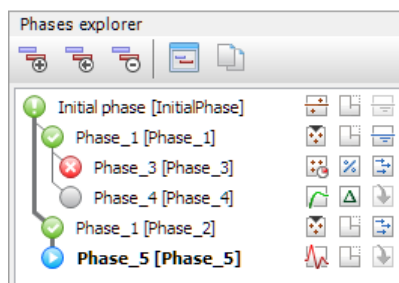 Phases explorer
Initial phase [InitialPhase]
Phase_1 [Phase_1]
Phase_3 [Phase_3]
Phase_4 [Phase_4]
Phase_1 [Phase_2]
Phase_5 [Phase_5]